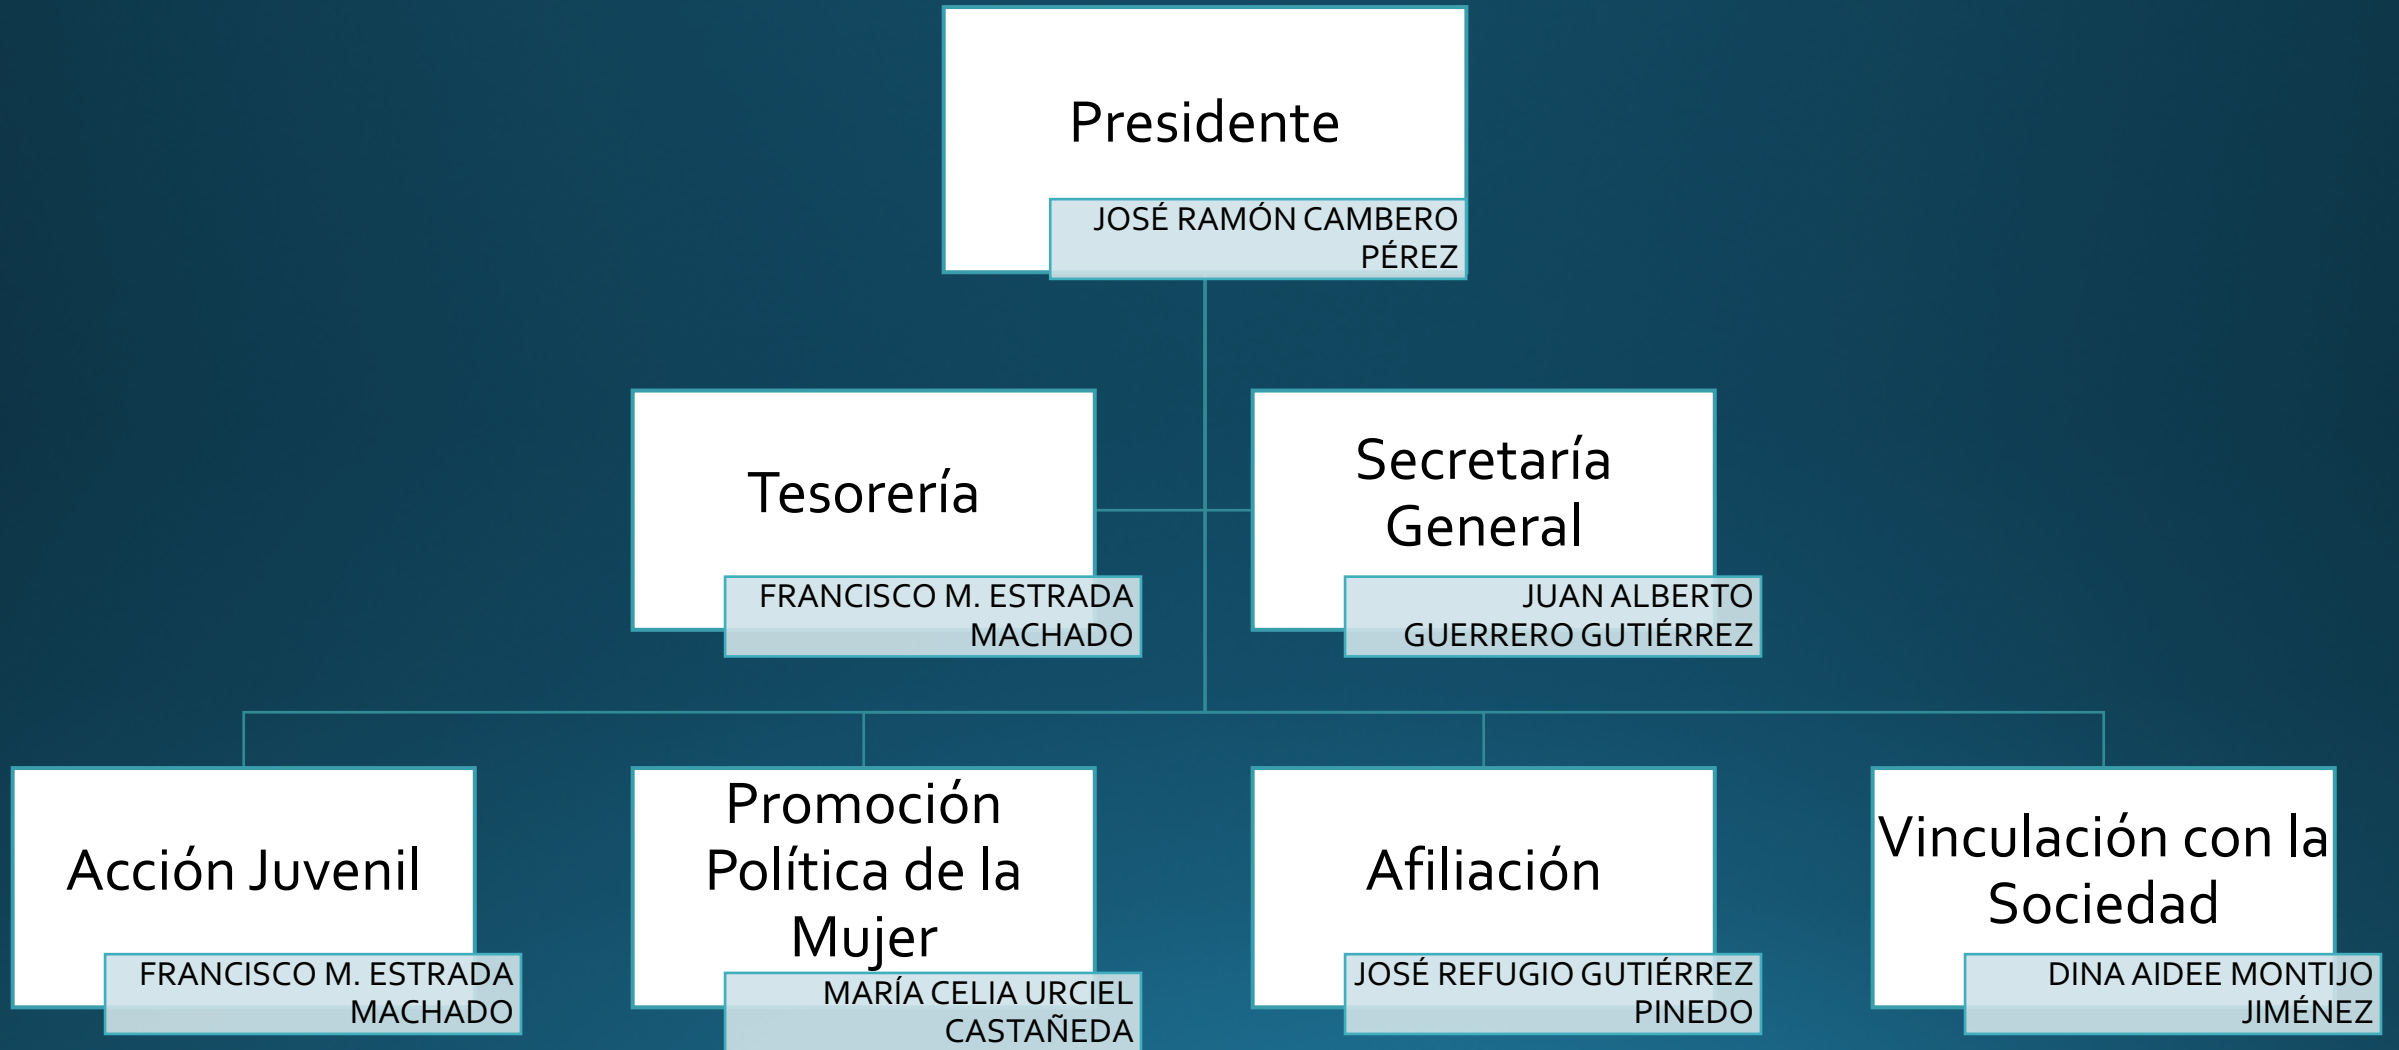 Presidente
JOSÉ RAMÓN CAMBERO
PÉREZ
Tesorería
FRANCISCO M. ESTRADA
MACHADO
Secretaría
General
JUAN ALBERTO
GUERRERO GUTIÉRREZ
Acción Juvenil
FRANCISCO M. ESTRADA
MACHADO
Promoción
Política de la
Mujer
MARÍA CELIA URCIEL
CASTAÑEDA
Afiliación
JOSÉ REFUGIO GUTIÉRREZ
PINEDO
Vinculación con la
Sociedad
DINA AIDEE MONTIJO
JIMÉNEZ